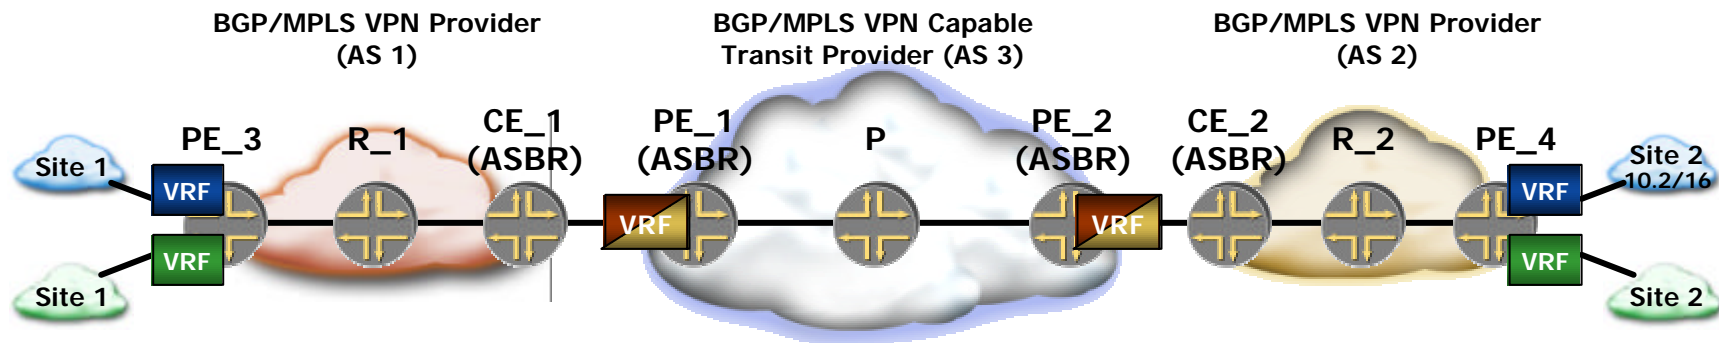 BGP/MPLS VPN Provider
(AS 1)
BGP/MPLS VPN Capable
Transit Provider (AS 3)
BGP/MPLS VPN Provider
(AS 2)
PE_3
R_1
CE_1
(ASBR)
PE_1
(ASBR)
P
PE_2
(ASBR)
CE_2
(ASBR)
R_2
PE_4
Site 1
VRF
VRF
Site 1
VRF
VRF
VRF
Site 2
10.2/16
VRF
Site 2